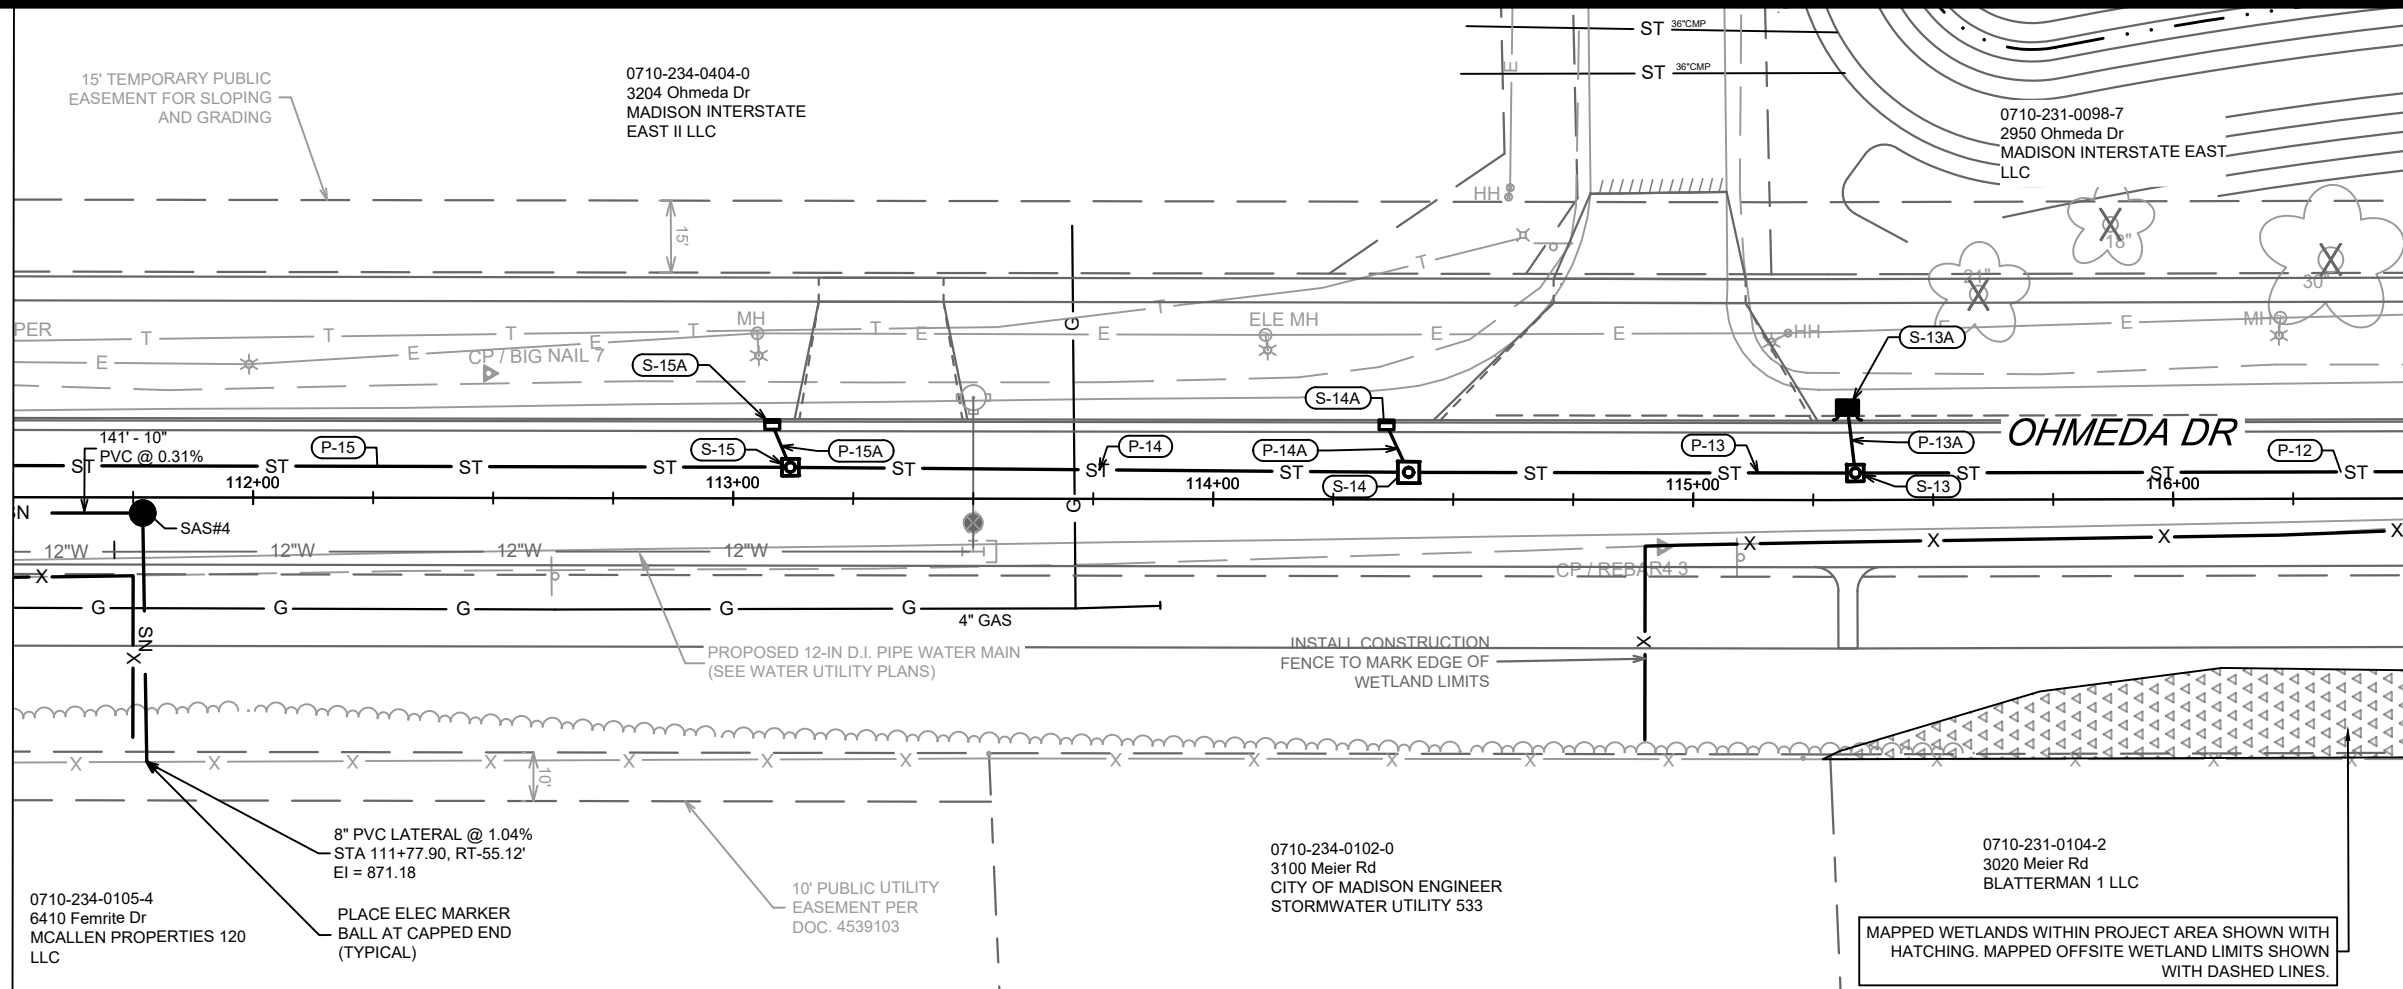 ST 36"CMP
ST 36"CMP
E
15' TEMPORARY PUBLIC
EASEMENT FOR SLOPING
AND GRADING
0710-234-0404-0
3204 Ohmeda Dr
MADISON INTERSTATE
EAST II LLC
0710-231-0098-7
2950 Ohmeda Dr
MADISON INTERSTATE EAST
LLC
HH
15'
18"
21"
30"
T
PER T T T MH T T
E E E E E ELE MH E E HH E E MH
G
CP / BIG NAIL 7
S-15A
S-14A
S-13A
141' - 10"
PVC @ 0.31%
P-15
S-15
P-15A
P-14
P-14A
P-13
P-13A
OHMEDA DR
P-12
ST ST ST ST ST ST ST ST ST ST ST ST
S-14
S-13
112+00 113+00 114+00 115+00 116+00
G
SN
SAS#4
12"W 12"W 12"W 12"W
X X X X
X
CP / REBAR4 3
G G G G G
4" GAS
SN
X
X
PROPOSED 12-IN D.I. PIPE WATER MAIN
(SEE WATER UTILITY PLANS)
INSTALL CONSTRUCTION
FENCE TO MARK EDGE OF
WETLAND LIMITS
X X X X X X X X X X X X X X X X X
10'
8" PVC LATERAL @ 1.04%
STA 111+77.90, RT-55.12'
EI = 871.18
PLACE ELEC MARKER
BALL AT CAPPED END
(TYPICAL)
0710-234-0105-4
6410 Femrite Dr
MCALLEN PROPERTIES 120
LLC
10' PUBLIC UTILITY
EASEMENT PER
DOC. 4539103
0710-234-0102-0
3100 Meier Rd
CITY OF MADISON ENGINEER
STORMWATER UTILITY 533
0710-231-0104-2
3020 Meier Rd
BLATTERMAN 1 LLC
MAPPED WETLANDS WITHIN PROJECT AREA SHOWN WITH
HATCHING. MAPPED OFFSITE WETLAND LIMITS SHOWN
WITH DASHED LINES.